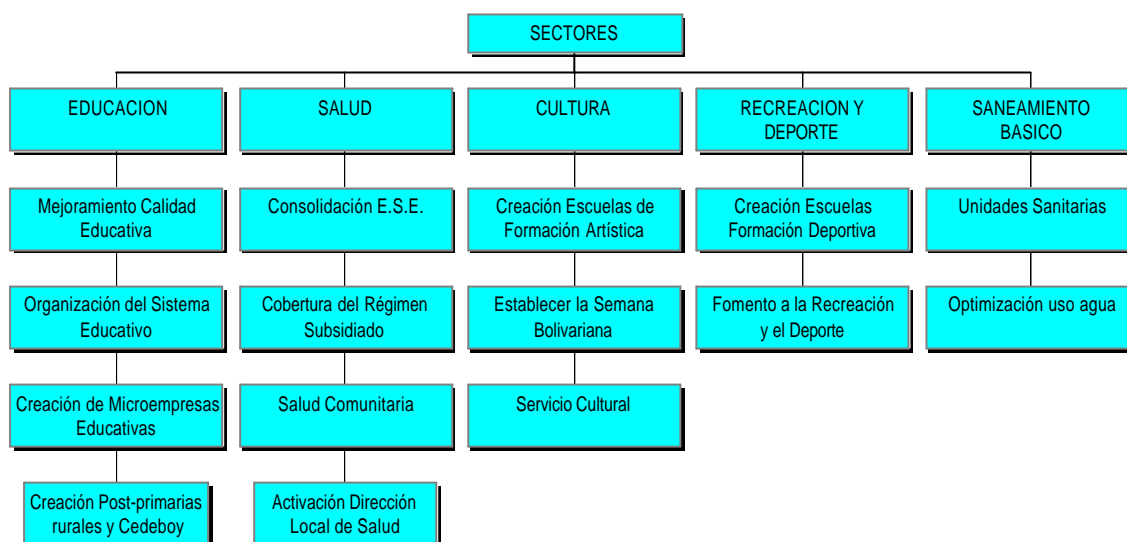 SECTORES
EDUCACION
SALUD
CULTURA
RECREACION Y
DEPORTE
SANEAMIENTO
BASICO
Mejoramiento Calidad
Educativa
Consolidación E.S.E.
Creación Escuelas de
Formación Artística
Creación Escuelas
Formación Deportiva
Unidades Sanitarias
Organización del Sistema
Educativo
Cobertura del Régimen
Subsidiado
Establecer la Semana
Bolivariana
Fomento a la Recreación
y el Deporte
Optimización uso agua
Creación de Microempresas
Educativas
Salud Comunitaria
Servicio Cultural
Creación Post-primarias
rurales y Cedeboy
Activación Dirección
Local de Salud